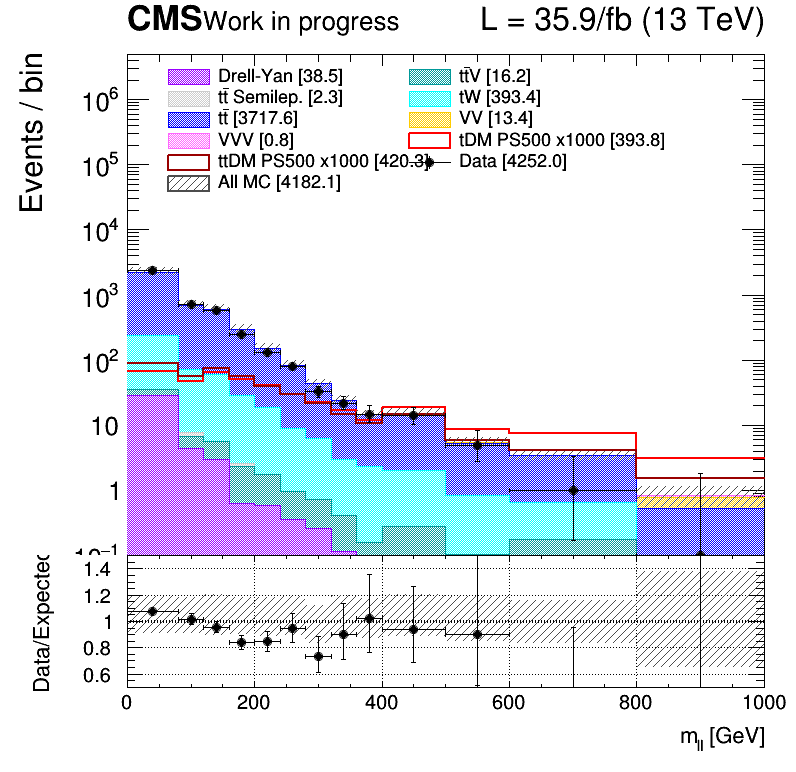 CMS Work in progress L = 35.9/fb (13 TeV)
Events / bin
Drell-Yan [38.5] tt̄V [16.2]
tt̄ Semilep. [2.3] tW [393.4]
tt̄ [3717.6] VV [13.4]
VVV [0.8] tDM PS500 x1000 [393.8]
ttDM PS500 x1000 [420.3] Data [4252.0]
All MC [4182.1]
10⁶
10⁵
10⁴
10³
10²
10
1
10⁻¹
Data/Expected
1.4
1.2
1
0.8
0.6
0 200 400 600 800 1000
m_ll [GeV]